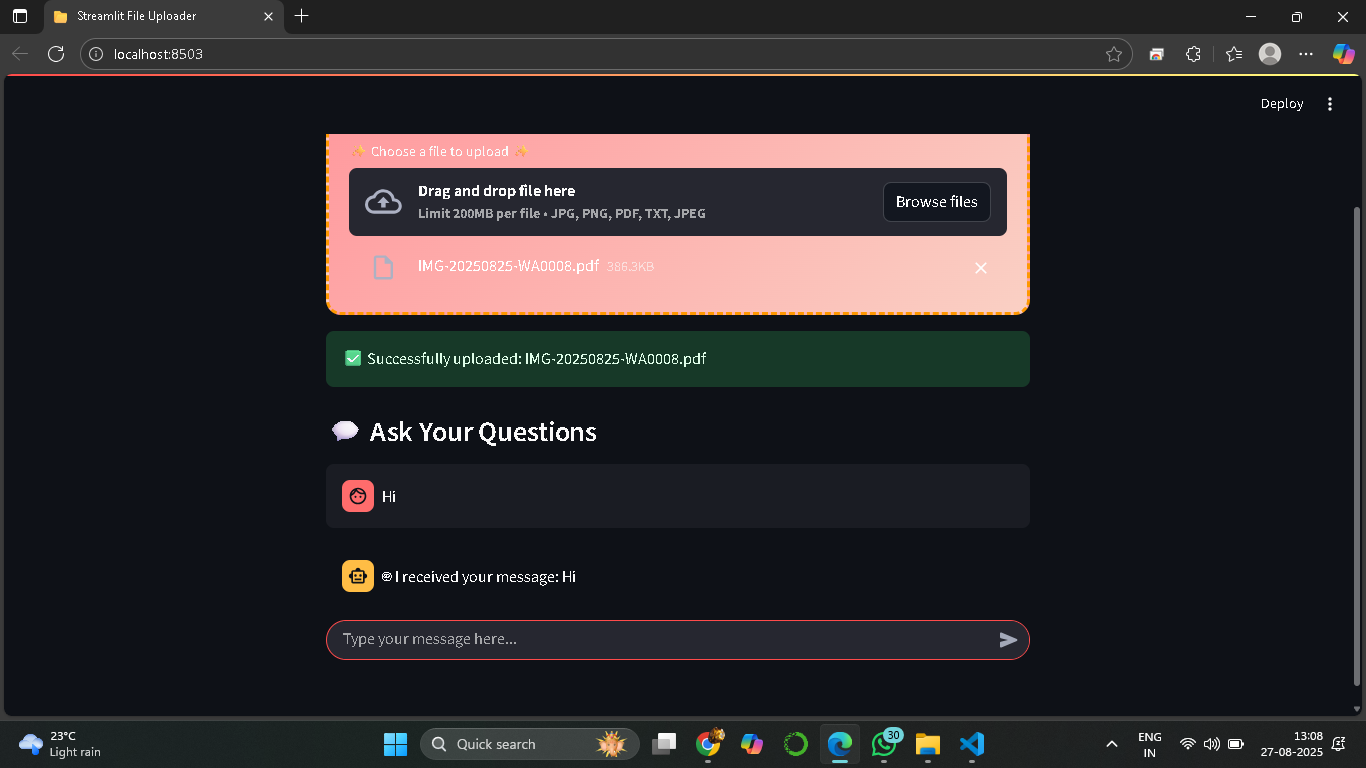 Streamlit File Uploader
localhost:8503
Deploy
✨ Choose a file to upload ✨
Drag and drop file here
Limit 200MB per file • JPG, PNG, PDF, TXT, JPEG
Browse files
IMG-20250825-WA0008.pdf 386.3KB
✅ Successfully uploaded: IMG-20250825-WA0008.pdf
💬 Ask Your Questions
Hi
I received your message: Hi
Type your message here...
23°C
Light rain
Quick search
30
ENG
IN
13:08
27-08-2025